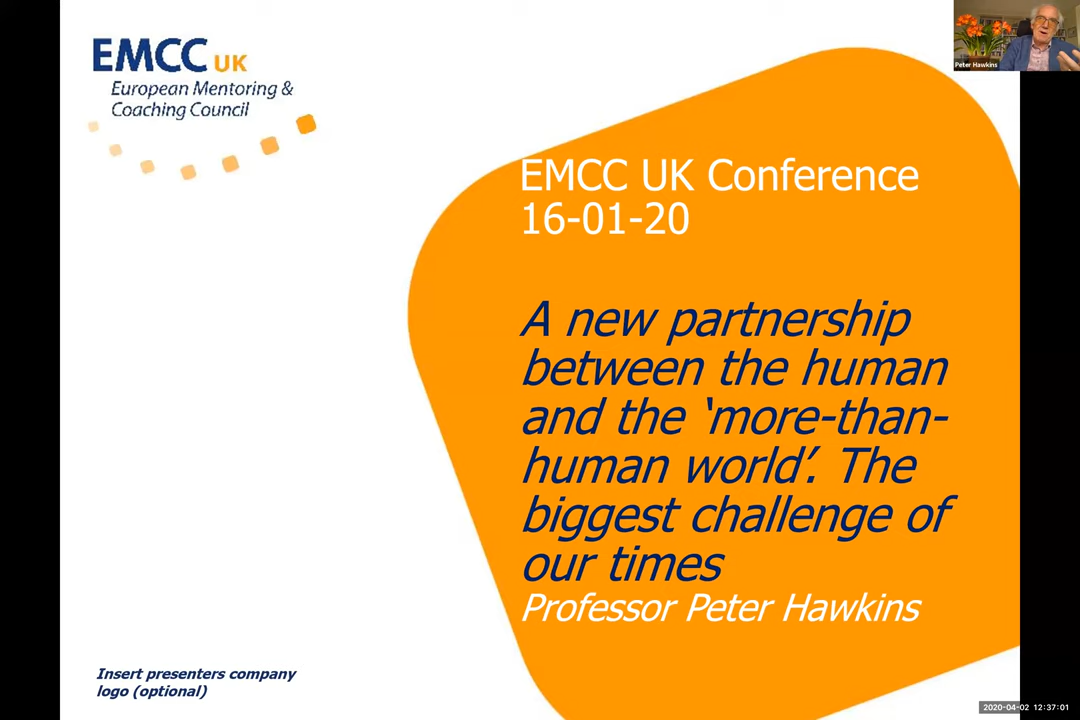 EMCC UK
European Mentoring &
Coaching Council
Peter Hawkins
EMCC UK Conference
16-01-20
A new partnership
between the human
and the ‘more-than-
human world’. The
biggest challenge of
our times
Professor Peter Hawkins
Insert presenters company
logo (optional)
2020-04-02 12:37:01